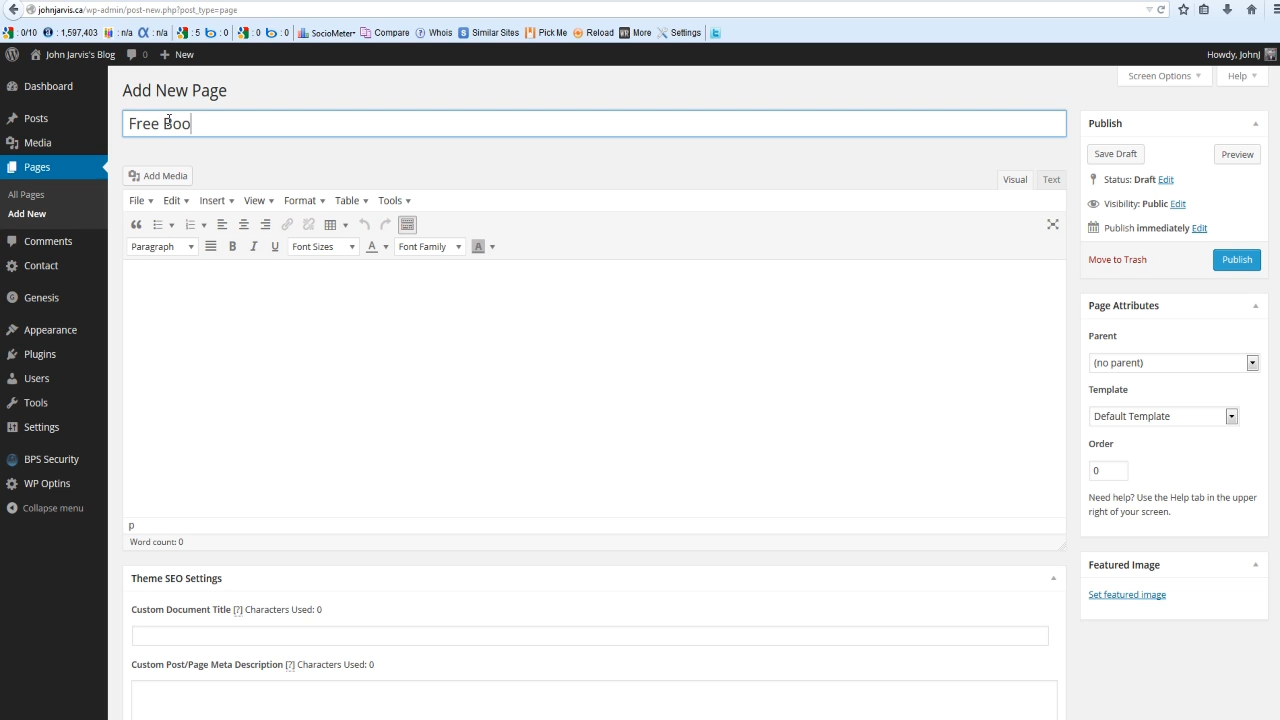 johnjarvis.ca/wp-admin/post-new.php?post_type=page
: 0/10 : 1,597,403 : n/a : n/a : 5 : 0 : 0 : 0 SocioMeter Compare Whois Similar Sites Pick Me Reload More Settings
John Jarvis's Blog 0 New Howdy, JohnJ
Screen Options Help
Dashboard
Posts
Media
Pages
All Pages
Add New
Comments
Contact
Genesis
Appearance
Plugins
Users
Tools
Settings
BPS Security
WP Optins
Collapse menu
Add New Page
Free Boo
Add Media Visual Text
File Edit Insert View Format Table Tools
Paragraph B I U Font Sizes A Font Family A
p
Word count: 0
Theme SEO Settings
Custom Document Title [?] Characters Used: 0
Custom Post/Page Meta Description [?] Characters Used: 0
Publish
Save Draft Preview
Status: Draft Edit
Visibility: Public Edit
Publish immediately Edit
Move to Trash Publish
Page Attributes
Parent
(no parent)
Template
Default Template
Order
0
Need help? Use the Help tab in the upper
right of your screen.
Featured Image
Set featured image